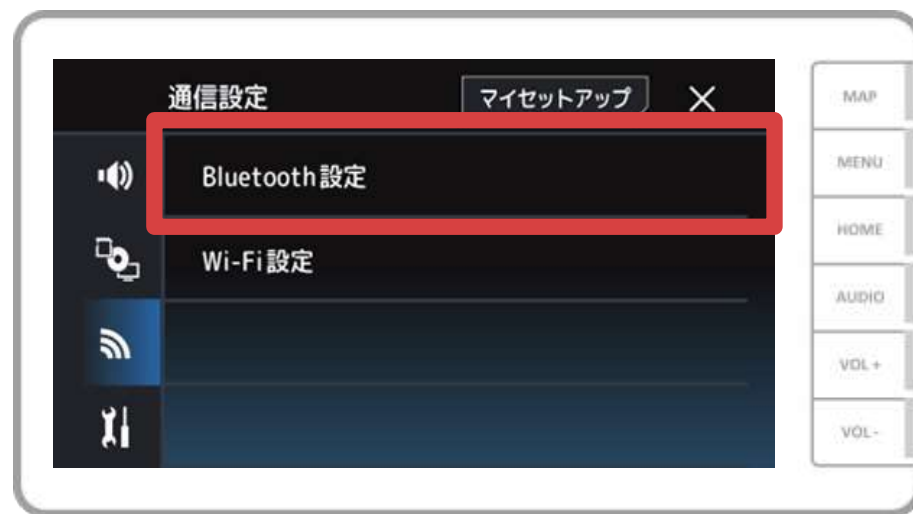 通信設定
マイセットアップ
Bluetooth設定
Wi-Fi設定
MAP
MENU
HOME
AUDIO
VOL+
VOL-